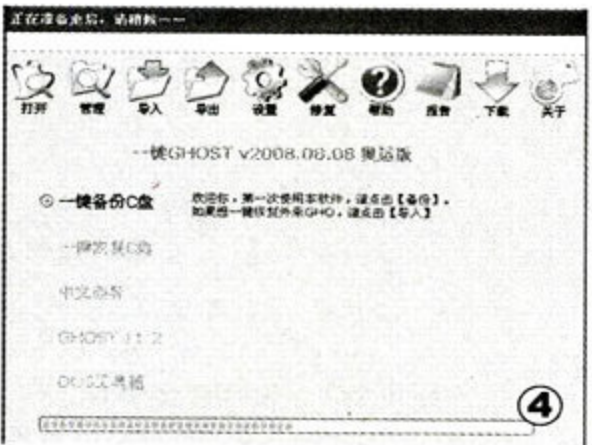 正在准备重启，请稍候……
打开 管理 导入 导出 设置 修复 帮助 报告 下载 关于
一键GHOST v2008.08.08 奥运版
一键备份C盘
欢迎你，第一次使用本软件，请点击【备份】。
如果想一键恢复外来GHO，请点击【导入】
一键恢复C盘
中文向导
GHOST 11.2
DOS工具箱
④